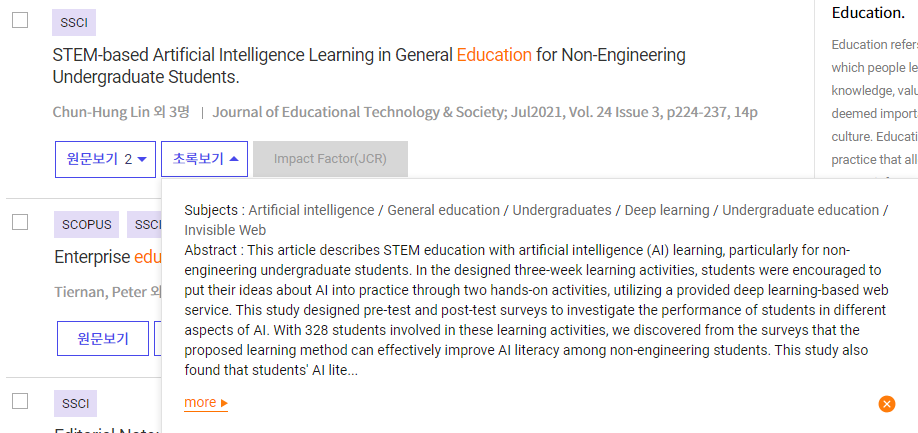 SSCI
STEM-based Artificial Intelligence Learning in General Education for Non-Engineering
Undergraduate Students.
Chun-Hung Lin 외 3명 | Journal of Educational Technology & Society; Jul2021, Vol. 24 Issue 3, p224-237, 14p
원문보기 2
초록보기
Impact Factor(JCR)
Subjects : Artificial intelligence / General education / Undergraduates / Deep learning / Undergraduate education /
Invisible Web
Abstract : This article describes STEM education with artificial intelligence (AI) learning, particularly for non-
engineering undergraduate students. In the designed three-week learning activities, students were encouraged to
put their ideas about AI into practice through two hands-on activities, utilizing a provided deep learning-based web
service. This study designed pre-test and post-test surveys to investigate the performance of students in different
aspects of AI. With 328 students involved in these learning activities, we discovered from the surveys that the
proposed learning method can effectively improve AI literacy among non-engineering students. This study also
found that students' AI lite...
more
SCOPUS
SSCI
Enterprise edu
Tiernan, Peter 외
원문보기
SSCI
Education.
Education refers
which people le
knowledge, valu
deemed import
culture. Educati
practice that all